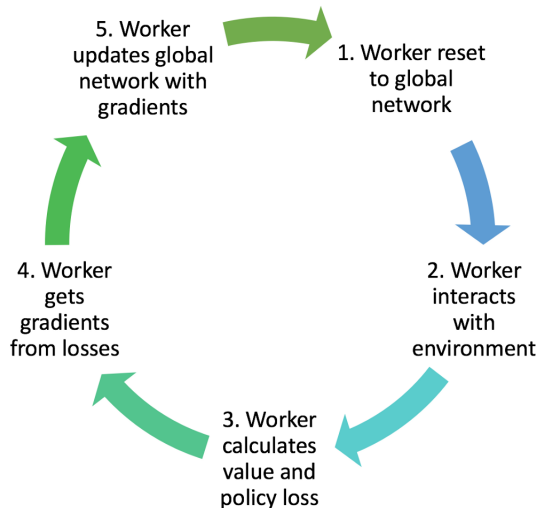 1. Worker reset
to global
network
2. Worker
interacts
with
environment
3. Worker
calculates
value and
policy loss
4. Worker
gets
gradients
from losses
5. Worker
updates global
network with
gradients